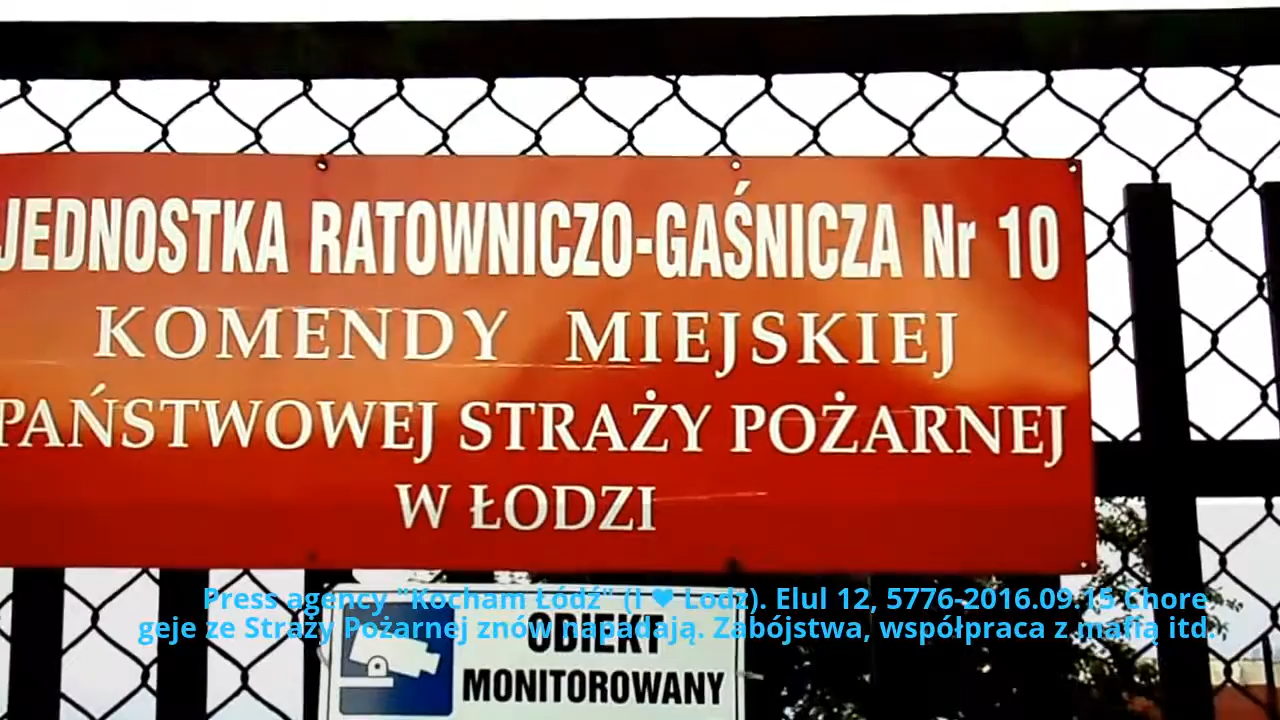 JEDNOSTKA RATOWNICZO-GAŚNICZA Nr 10
KOMENDY MIEJSKIEJ
PAŃSTWOWEJ STRAŻY POŻARNEJ
W ŁODZI
Press agency "Kocham Łódź" (I ♥ Lodz). Elul 12, 5776-2016.09.15 Chore
geje ze Straży Pożarnej znów napadają. Zabójstwa, współpraca z mafią itd.
OBIEKT
MONITOROWANY